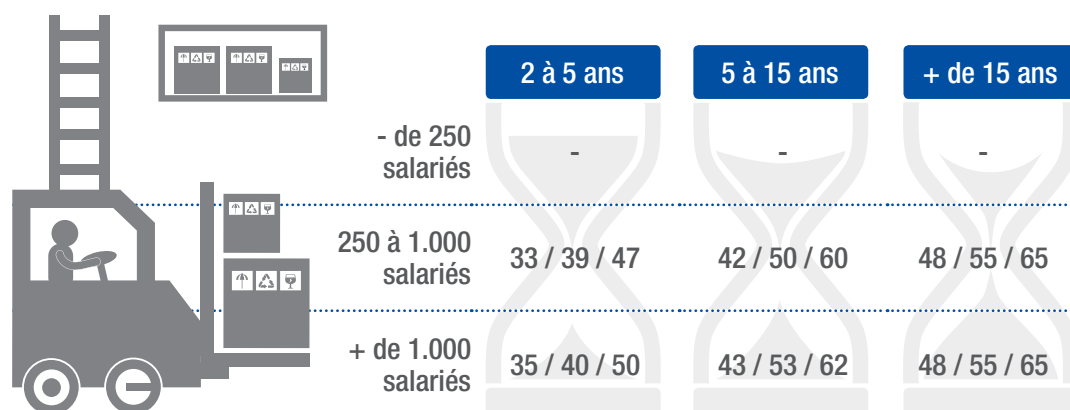 2 à 5 ans
5 à 15 ans
+ de 15 ans
- de 250
salariés
-
-
-
250 à 1.000
salariés
33 / 39 / 47
42 / 50 / 60
48 / 55 / 65
+ de 1.000
salariés
35 / 40 / 50
43 / 53 / 62
48 / 55 / 65